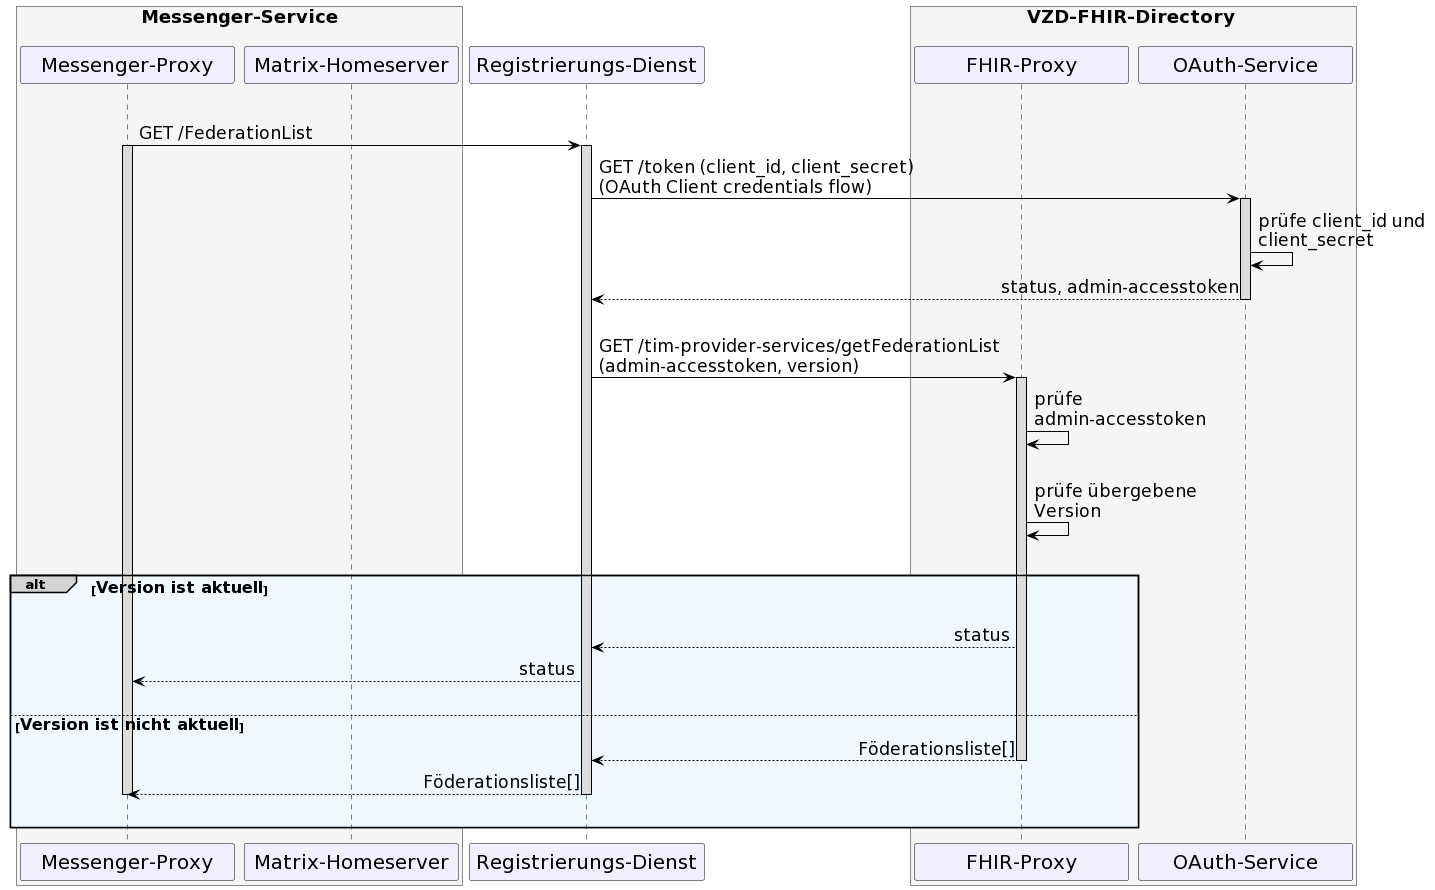 Messenger-Service
VZD-FHIR-Directory
Messenger-Proxy
Matrix-Homeserver
Registrierungs-Dienst
FHIR-Proxy
OAuth-Service
GET /FederationList
GET /token (client_id, client_secret)
(OAuth Client credentials flow)
prüfe client_id und
client_secret
status, admin-accesstoken
GET /tim-provider-services/getFederationList
(admin-accesstoken, version)
prüfe
admin-accesstoken
prüfe übergebene
Version
alt
[Version ist aktuell]
status
status
[Version ist nicht aktuell]
Föderationsliste[]
Föderationsliste[]
Messenger-Proxy
Matrix-Homeserver
Registrierungs-Dienst
FHIR-Proxy
OAuth-Service